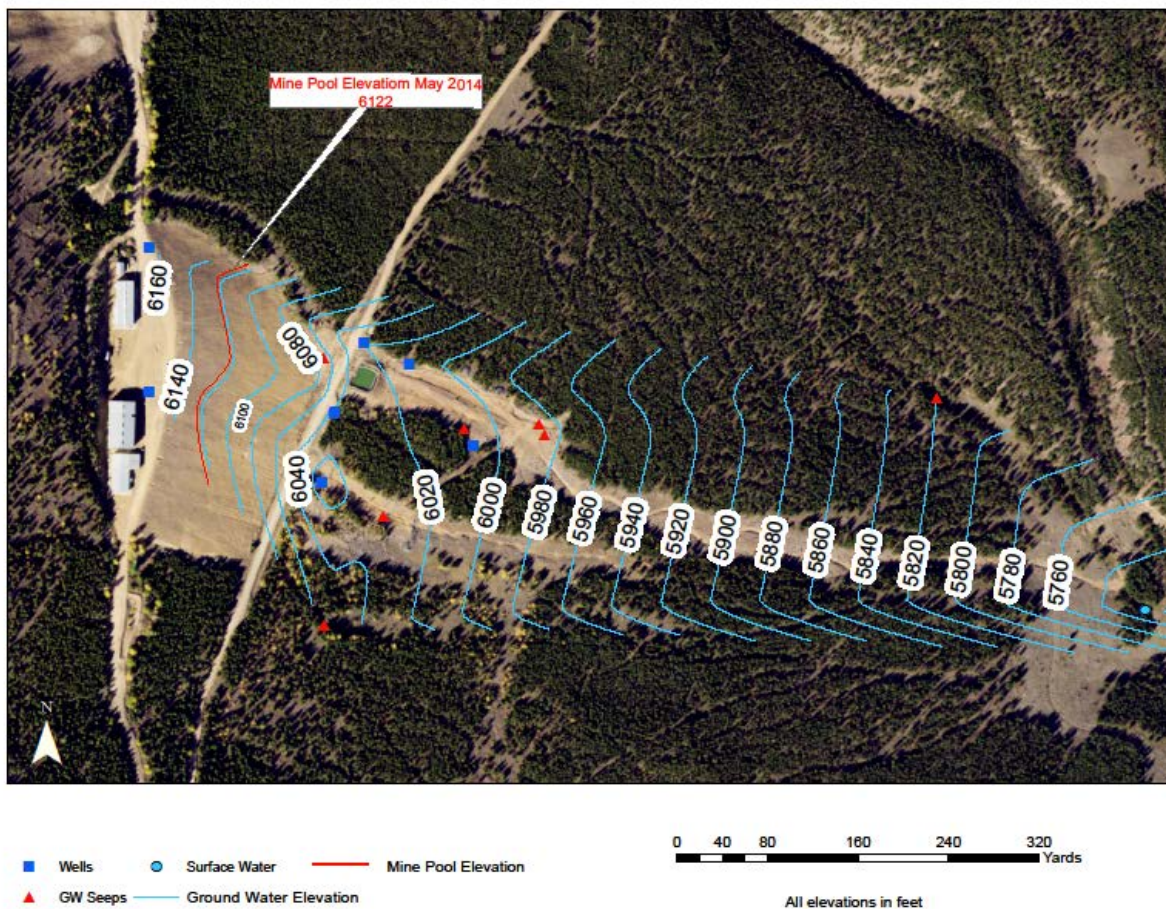 Mine Pool Elevatiom May 2014
6122
6160
6140
6080
6100
6040
6020
6000
5980
5960
5940
5920
5900
5880
5860
5840
5820
5800
5780
5760
N
0 40 80 160 240 320
Yards
Wells Surface Water Mine Pool Elevation
GW Seeps Ground Water Elevation
All elevations in feet